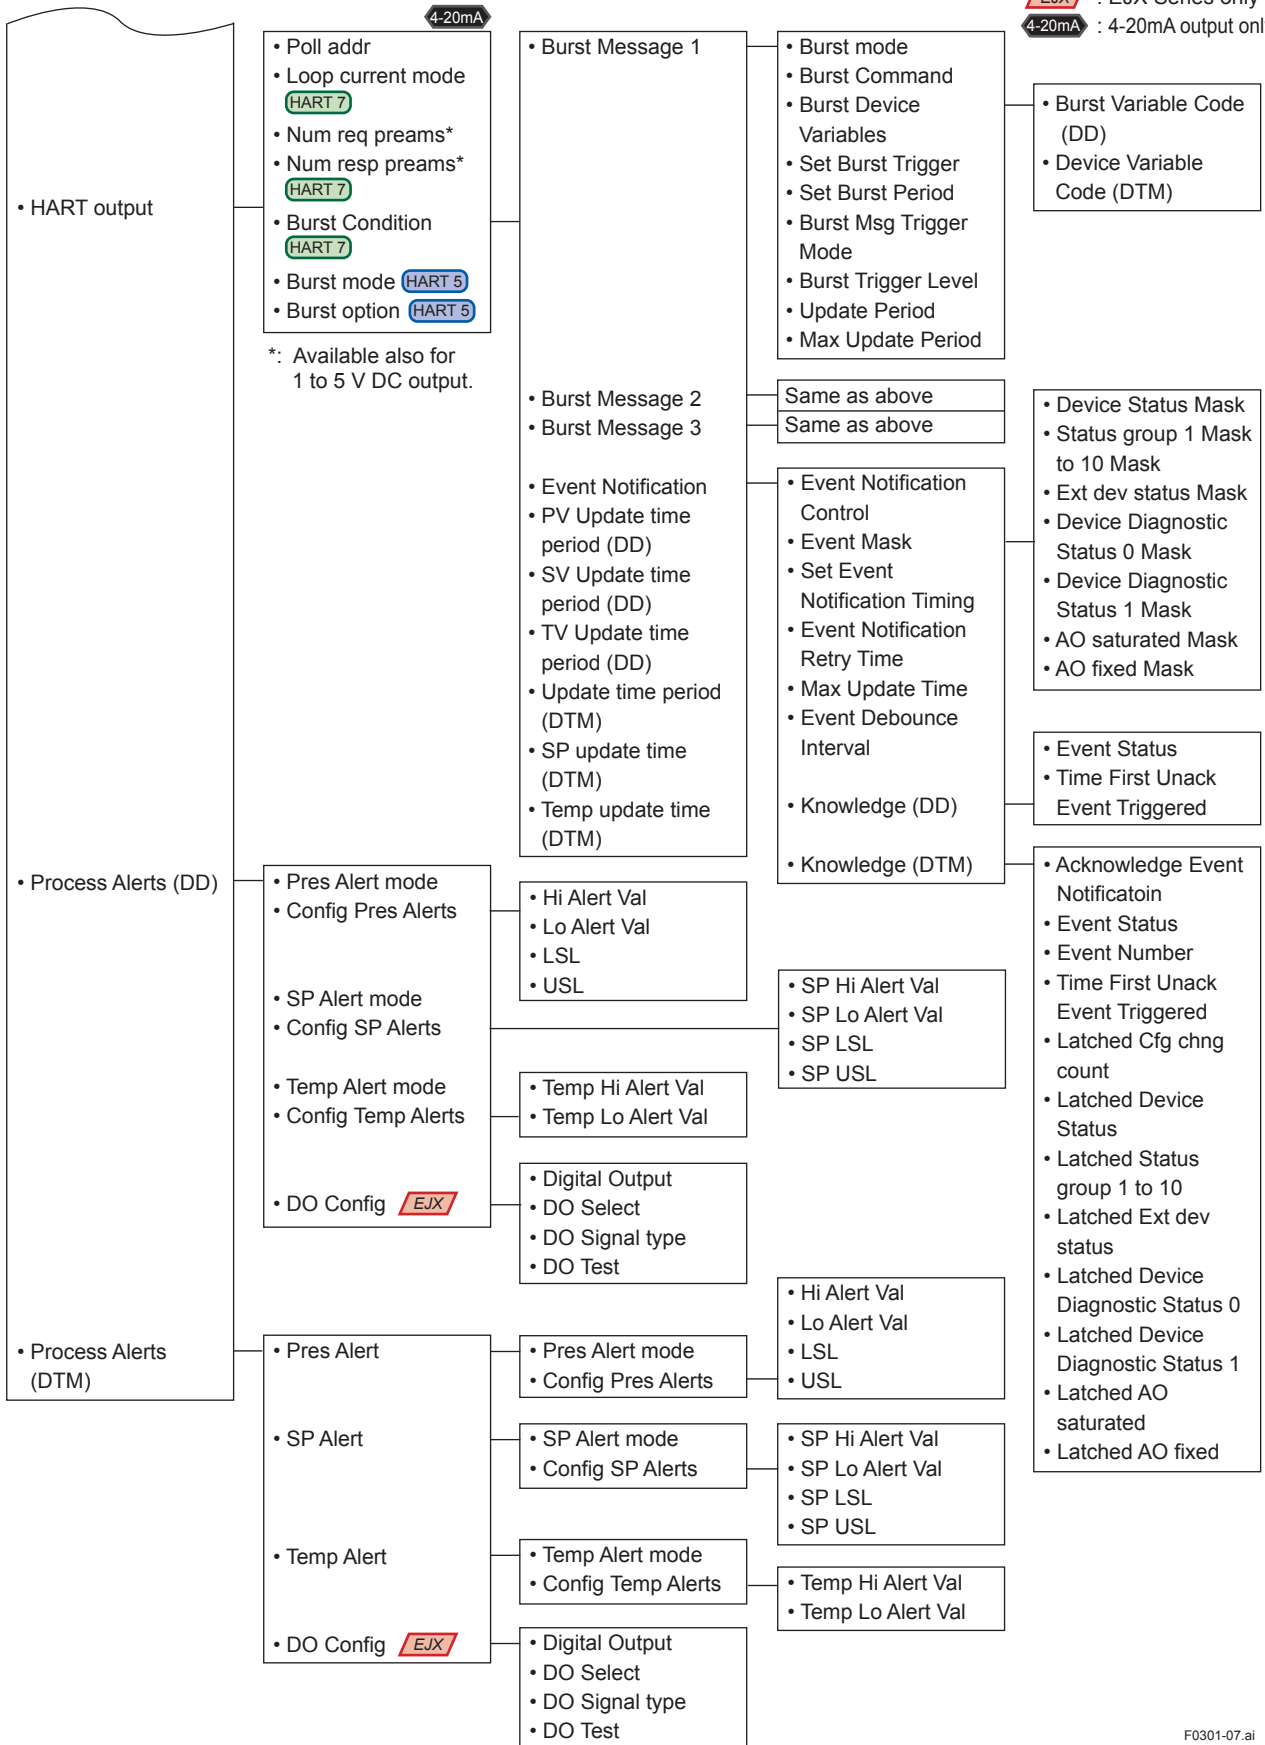 EJX : EJX Series only
4-20mA : 4-20mA output onl
• HART output
• Process Alerts (DD)
• Process Alerts
(DTM)
4-20mA
• Poll addr
• Loop current mode
HART 7
• Num req preams*
• Num resp preams*
HART 7
• Burst Condition
HART 7
• Burst mode HART 5
• Burst option HART 5
*: Available also for
1 to 5 V DC output.
• Burst Message 1
• Burst Message 2
• Burst Message 3
• Event Notification
• PV Update time
period (DD)
• SV Update time
period (DD)
• TV Update time
period (DD)
• Update time period
(DTM)
• SP update time
(DTM)
• Temp update time
(DTM)
• Burst mode
• Burst Command
• Burst Device
Variables
• Set Burst Trigger
• Set Burst Period
• Burst Msg Trigger
Mode
• Burst Trigger Level
• Update Period
• Max Update Period
• Burst Variable Code
(DD)
• Device Variable
Code (DTM)
Same as above
Same as above
• Event Notification
Control
• Event Mask
• Set Event
Notification Timing
• Event Notification
Retry Time
• Max Update Time
• Event Debounce
Interval
• Knowledge (DD)
• Knowledge (DTM)
• Device Status Mask
• Status group 1 Mask
to 10 Mask
• Ext dev status Mask
• Device Diagnostic
Status 0 Mask
• Device Diagnostic
Status 1 Mask
• AO saturated Mask
• AO fixed Mask
• Event Status
• Time First Unack
Event Triggered
• Acknowledge Event
Notificatoin
• Event Status
• Event Number
• Time First Unack
Event Triggered
• Latched Cfg chng
count
• Latched Device
Status
• Latched Status
group 1 to 10
• Latched Ext dev
status
• Latched Device
Diagnostic Status 0
• Latched Device
Diagnostic Status 1
• Latched AO
saturated
• Latched AO fixed
• Pres Alert mode
• Config Pres Alerts
• SP Alert mode
• Config SP Alerts
• Temp Alert mode
• Config Temp Alerts
• DO Config EJX
• Hi Alert Val
• Lo Alert Val
• LSL
• USL
• SP Hi Alert Val
• SP Lo Alert Val
• SP LSL
• SP USL
• Temp Hi Alert Val
• Temp Lo Alert Val
• Digital Output
• DO Select
• DO Signal type
• DO Test
• Pres Alert
• SP Alert
• Temp Alert
• DO Config EJX
• Pres Alert mode
• Config Pres Alerts
• Hi Alert Val
• Lo Alert Val
• LSL
• USL
• SP Alert mode
• Config SP Alerts
• SP Hi Alert Val
• SP Lo Alert Val
• SP LSL
• SP USL
• Temp Alert mode
• Config Temp Alerts
• Temp Hi Alert Val
• Temp Lo Alert Val
• Digital Output
• DO Select
• DO Signal type
• DO Test
F0301-07.ai